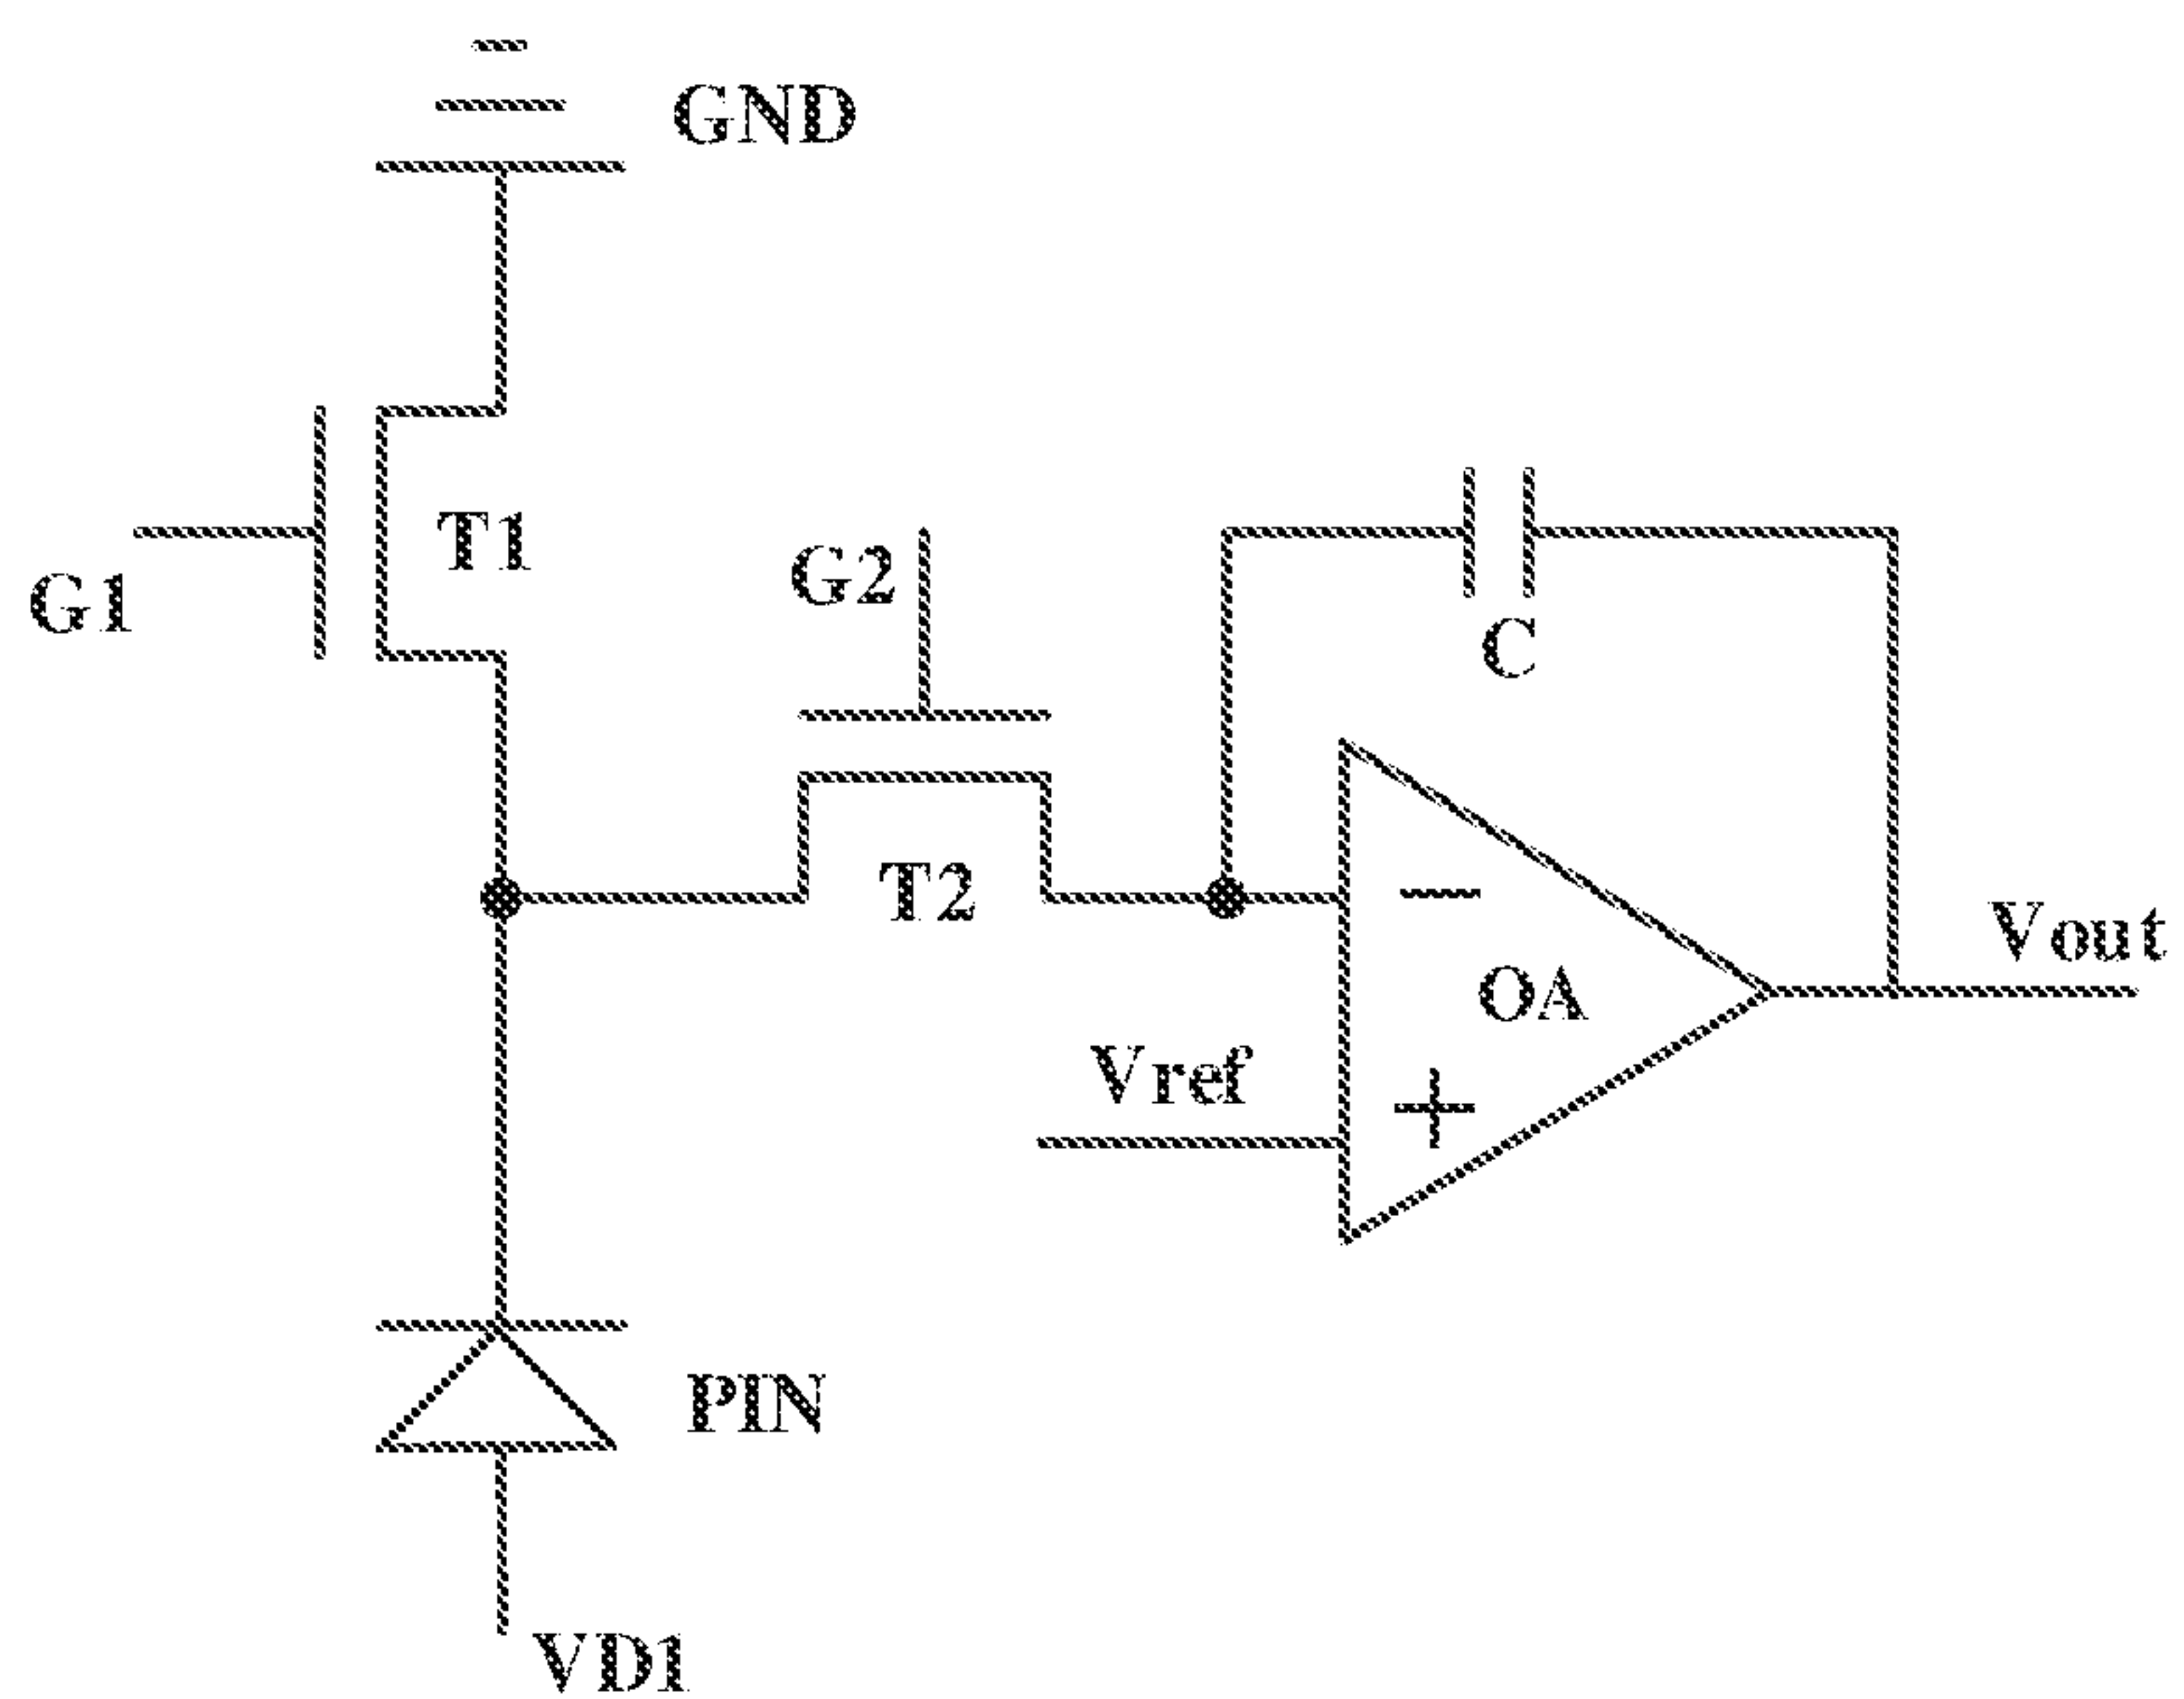 GND
T1
G1
G2
C
T2
−
OA
Vout
Vref
+
PIN
VD1